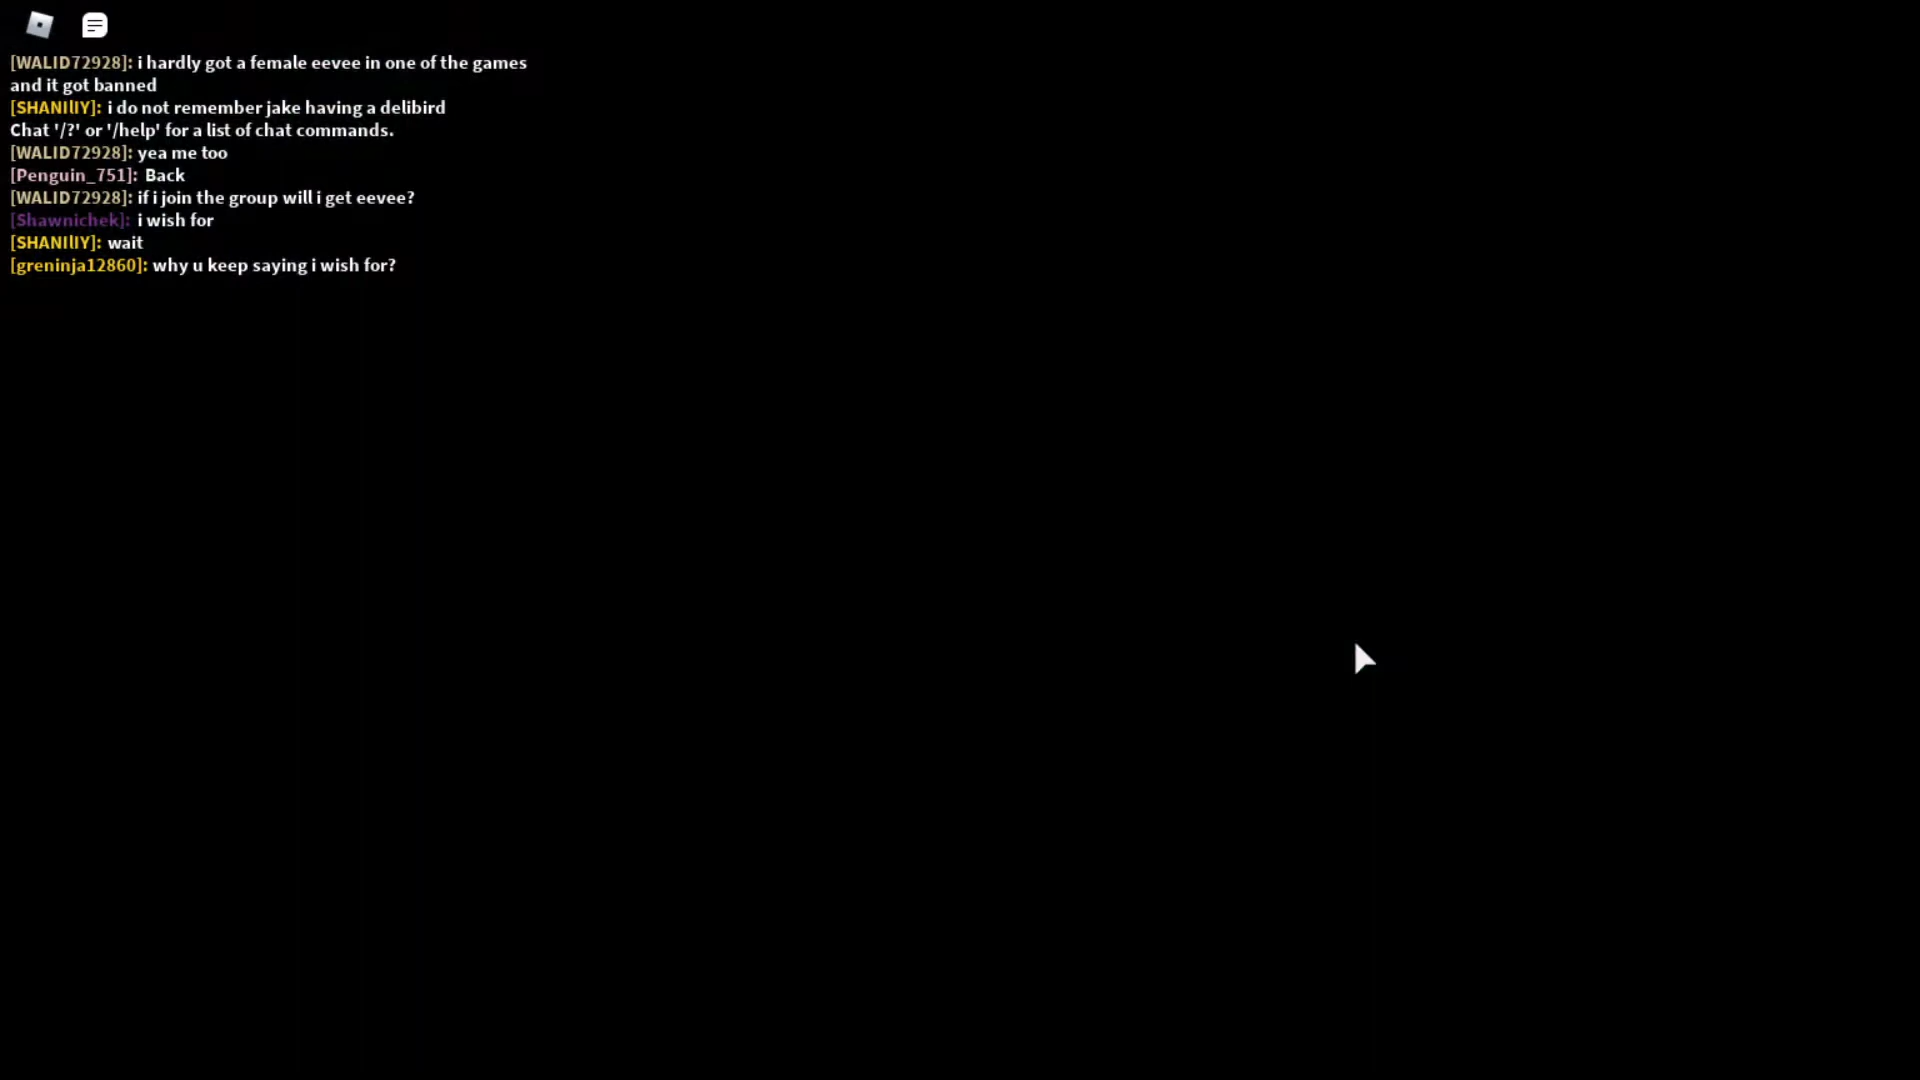 [WALID72928]: i hardly got a female eevee in one of the games
and it got banned
[SHANIlIY]: i do not remember jake having a delibird
Chat '/?' or '/help' for a list of chat commands.
[WALID72928]: yea me too
[Penguin_751]: Back
[WALID72928]: if i join the group will i get eevee?
[Shawnichek]: i wish for
[SHANIlIY]: wait
[greninja12860]: why u keep saying i wish for?